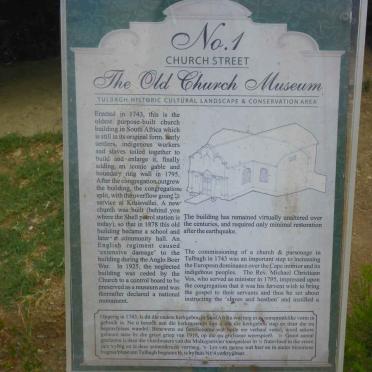 No.1
CHURCH STREET
The Old Church Museum
TULBAGH HISTORIC CULTURAL LANDSCAPE & CONSERVATION AREA
Erected in 1743, this is the
oldest purpose-built church
building in South Africa which
is still in its original form. Early
settlers, indigenous workers
and slaves toiled together to
build and enlarge it, finally
adding an iconic gable and
boundary ring wall in 1795.
After the congregation outgrew
the building, the congregation
split, with the overflow going to
service at Kruisvallei. A new
church was built (behind you
where the Shell petrol station is
today), so that in 1878 this old
building became a school and
later a community hall. An
English regiment caused
'extensive damage' to the
building during the Anglo Boer
War. In 1925, the neglected
building was ceded by the
Church to a control board to be
preserved as a museum and was
thereafter declared a national
monument.
The building has remained virtually unaltered over
the centuries, and required only minimal restoration
after the earthquake.
The commissioning of a church & parsonage in
Tulbagh in 1743 was an important step to increasing
the European dominance over the Cape interior and its
indigenous peoples. The Rev. Michael Christiaan
Vos, who served as minister in 1795, impressed upon
the congregation that it was his fervent wish to bring
the gospel to their servants and thus he set about
instructing the 'slaves and heathen' and instilled a